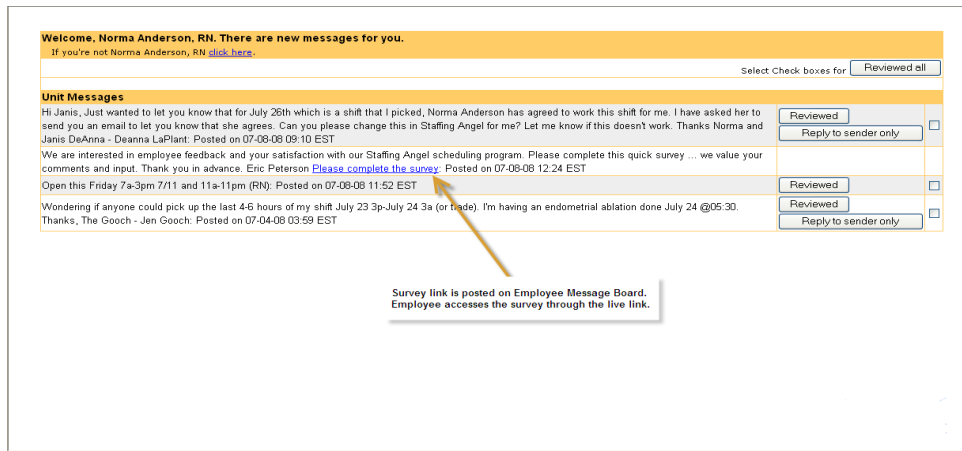 Welcome, Norma Anderson, RN. There are new messages for you.
If you're not Norma Anderson, RN click here.
Select Check boxes for Reviewed all
Unit Messages
Hi Janis, Just wanted to let you know that for July 26th which is a shift that I picked, Norma Anderson has agreed to work this shift for me. I have asked her to
send you an email to let you know that she agrees. Can you please change this in Staffing Angel for me? Let me know if this doesn't work. Thanks Norma and
Janis DeAnna - Deanna LaPlant: Posted on 07-08-08 09:10 EST
Reviewed
Reply to sender only
We are interested in employee feedback and your satisfaction with our Staffing Angel scheduling program. Please complete this quick survey ... we value your
comments and input. Thank you in advance. Eric Peterson Please complete the survey: Posted on 07-08-08 12:24 EST
Open this Friday 7a-3pm 7/11 and 11a-11pm (RN): Posted on 07-08-08 11:52 EST
Reviewed
Wondering if anyone could pick up the last 4-6 hours of my shift July 23 3p-July 24 3a (or trade). I'm having an endometrial ablation done July 24 @05:30.
Thanks, The Gooch - Jen Gooch: Posted on 07-04-08 03:59 EST
Reviewed
Reply to sender only
Survey link is posted on Employee Message Board.
Employee accesses the survey through the live link.